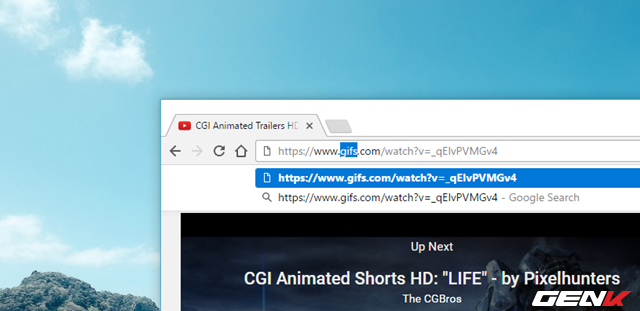 CGI Animated Trailers HD
https://www.gifs.com/watch?v=_qElvPVMGv4
https://www.gifs.com/watch?v=_qElvPVMGv4
https://www.gifs.com/watch?v=_qElvPVMGv4 - Google Search
Up Next
CGI Animated Shorts HD: "LIFE" - by Pixelhunters
The CGBros
GENK